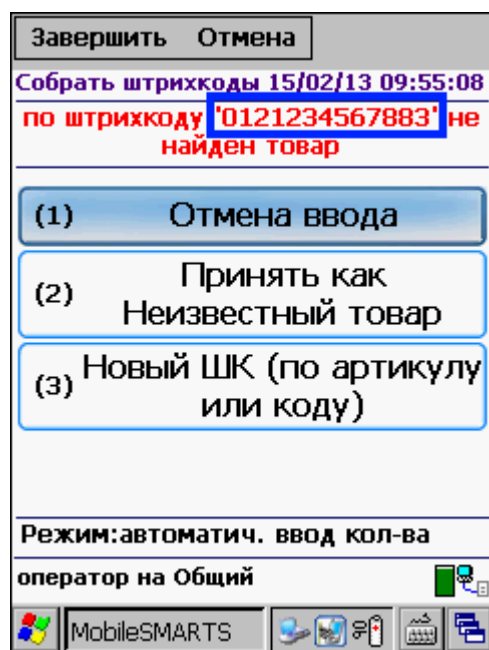 Завершить Отмена
Собрать штрихкоды 15/02/13 09:55:08
по штрихкоду '0121234567883' не
найден товар
(1) Отмена ввода
(2) Принять как
Неизвестный товар
(3) Новый ШК (по артикулу
или коду)
Режим:автоматич. ввод кол-ва
оператор на Общий
MobileSMARTS